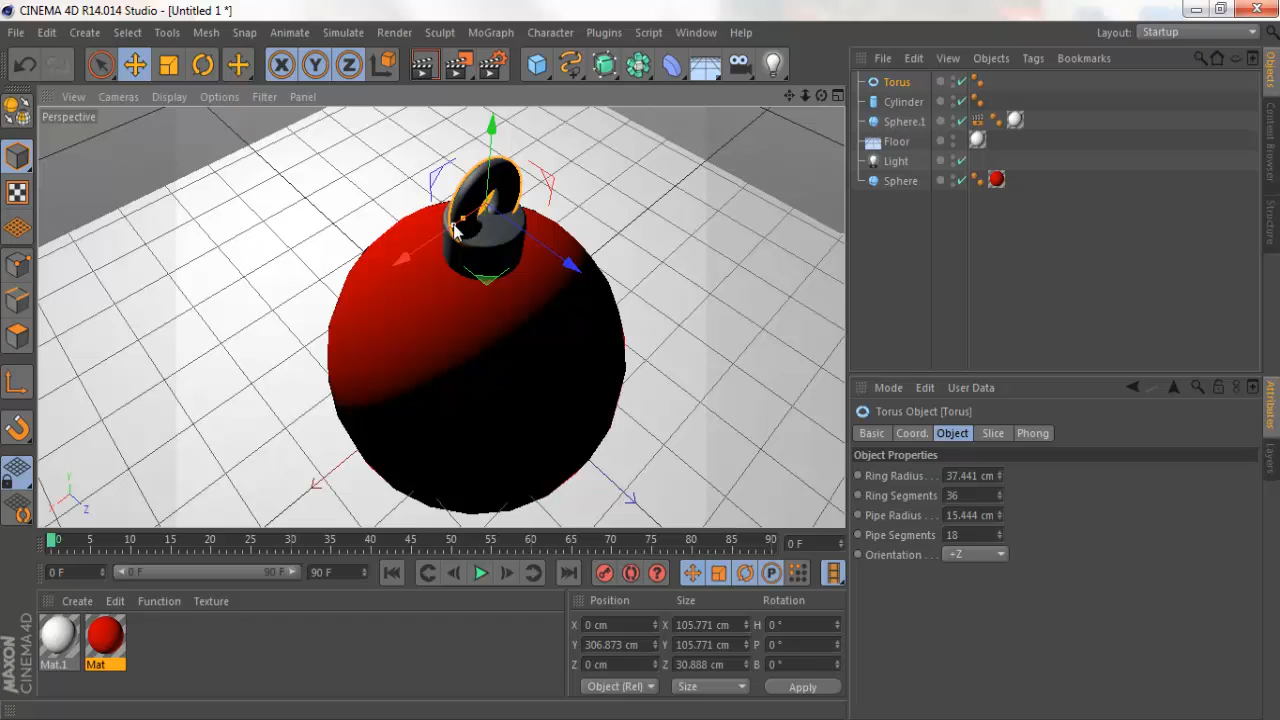 CINEMA 4D R14.014 Studio - [Untitled 1 *]
File Edit Create Select Tools Mesh Snap Animate Simulate Render Sculpt MoGraph Character Plugins Script Window Help Layout: Startup
X Y Z
File Edit View Objects Tags Bookmarks
View Cameras Display Options Filter Panel
Perspective
Torus
Cylinder
Sphere.1
Floor
Light
Sphere
Objects
Content Browser
Structure
Mode Edit User Data
Torus Object [Torus]
Basic Coord. Object Slice Phong
Object Properties
Ring Radius . . 37.441 cm
Ring Segments 36
Pipe Radius . . 15.444 cm
Pipe Segments 18
Orientation . . . +Z
Attributes
Layers
Y
X
Z
0 5 10 15 20 25 30 35 40 45 50 55 60 65 70 75 80 85 90 0 F
0 F 0 F 90 F 90 F
P
Create Edit Function Texture
Mat.1 Mat
Position Size Rotation
X 0 cm X 105.771 cm H 0 °
Y 306.873 cm Y 105.771 cm P 0 °
Z 0 cm Z 30.888 cm B 0 °
Object (Rel) Size Apply
MAXON
CINEMA 4D